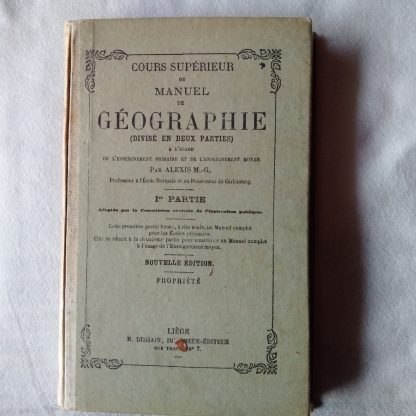 COURS SUPÉRIEUR
OU
MANUEL
DE
GÉOGRAPHIE
(DIVISÉ EN DEUX PARTIES)
A L'USAGE
DE L'ENSEIGNEMENT PRIMAIRE ET DE L'ENSEIGNEMENT MOYEN
PAR ALEXIS M.-G,
Professeur à l'École Normale et au Pensionnat de Carlsbourg.
Ire PARTIE
Adoptée par la Commission centrale de l'Instruction publique.
Cette première partie forme, à elle seule, un Manuel complet
pour les Écoles primaires.
Elle se réunit à la deuxième partie pour constituer un Manuel complet
à l'usage de l'Enseignement moyen.
NOUVELLE ÉDITION.
PROPRIÉTÉ
LIÉGE
H. DESSAIN, ÉDITEUR
RUE 7.